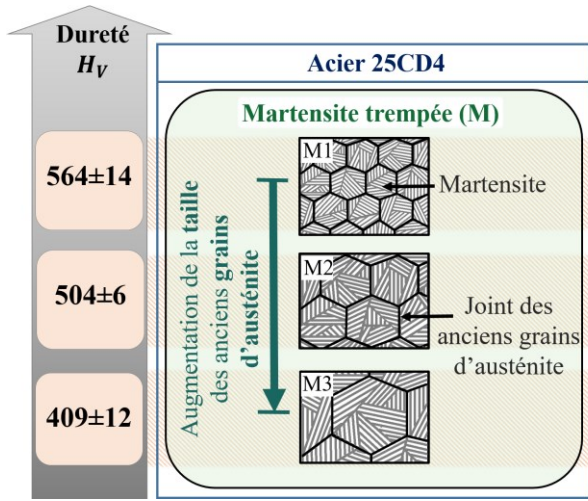 Dureté
H_V
Acier 25CD4
Martensite trempée (M)
564±14
504±6
409±12
Augmentation de la taille
des anciens grains
d’austénite
M1
Martensite
M2
Joint des
anciens grains
d’austénite
M3